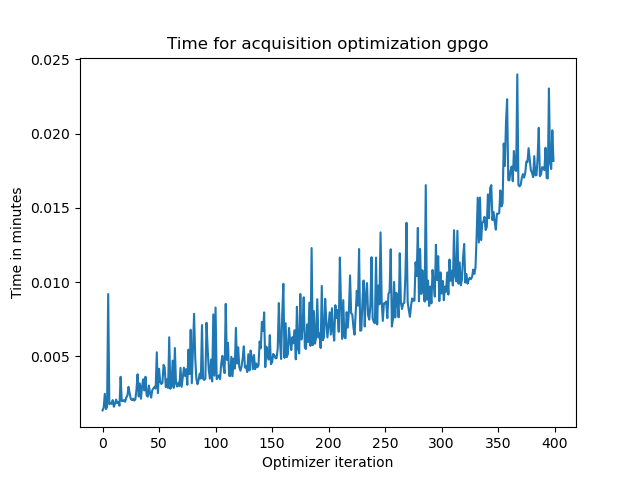 Time for acquisition optimization gpgo
0.025
0.020
0.015
0.010
0.005
Time in minutes
0 50 100 150 200 250 300 350 400
Optimizer iteration